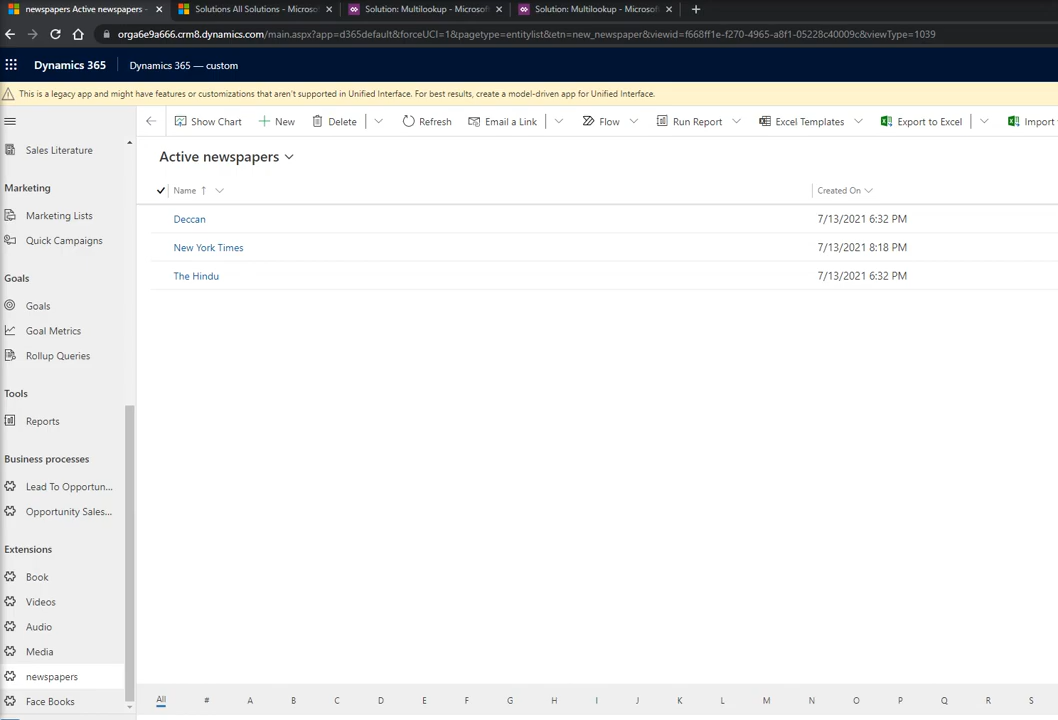 newspapers Active newspapers -
Solutions All Solutions - Microso
Solution: Multilookup - Microsof
Solution: Multilookup - Microsof
orga6e9a666.crm8.dynamics.com/main.aspx?app=d365default&forceUCI=1&pagetype=entitylist&etn=new_newspaper&viewid=f668ff1e-f270-4965-a8f1-05228c40009c&viewType=1039
Dynamics 365
Dynamics 365 — custom
This is a legacy app and might have features or customizations that aren't supported in Unified Interface. For best results, create a model-driven app for Unified Interface.
Show Chart
New
Delete
Refresh
Email a Link
Flow
Run Report
Excel Templates
Export to Excel
Import
Sales Literature
Marketing
Marketing Lists
Quick Campaigns
Goals
Goals
Goal Metrics
Rollup Queries
Tools
Reports
Business processes
Lead To Opportun...
Opportunity Sales...
Extensions
Book
Videos
Audio
Media
newspapers
Face Books
Active newspapers
Name
Created On
Deccan 7/13/2021 6:32 PM
New York Times 7/13/2021 8:18 PM
The Hindu 7/13/2021 6:32 PM
All # A B C D E F G H I J K L M N O P Q R S